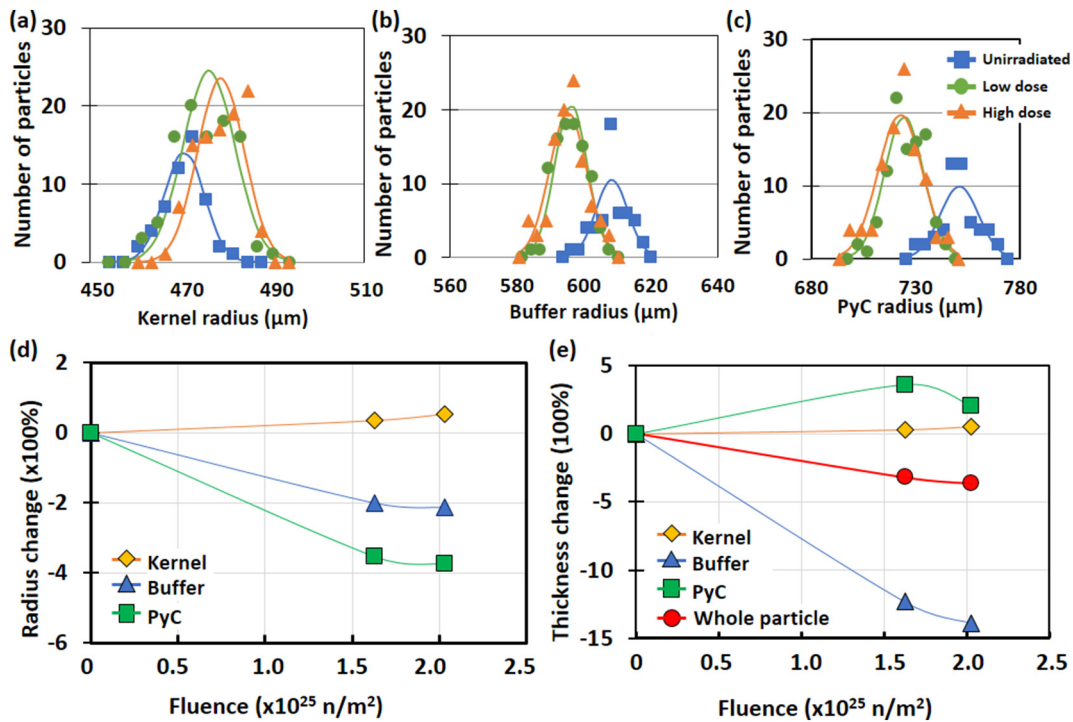 (a)
Number of particles
30
20
10
0
450
470
490
510
Kernel radius (µm)
(b)
Number of particles
30
20
10
0
560
580
600
620
640
Buffer radius (µm)
(c)
Number of particles
30
20
10
0
680
730
780
PyC radius (µm)
Unirradiated
Low dose
High dose
(d)
Radius change (x100%)
2
0
-2
-4
-6
0
0.5
1.0
1.5
2.0
2.5
Kernel
Buffer
PyC
Fluence (x10²⁵ n/m²)
(e)
Thickness change (100%)
5
0
-5
-10
-15
0
0.5
1.0
1.5
2.0
2.5
Kernel
Buffer
PyC
Whole particle
Fluence (x10²⁵ n/m²)